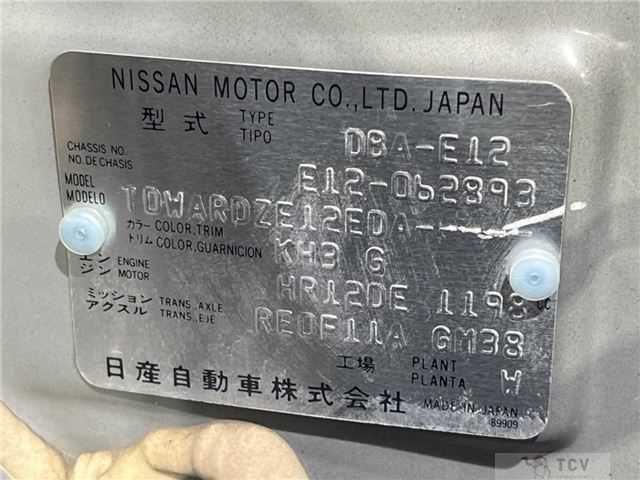 NISSAN MOTOR CO.,LTD. JAPAN
型式 TYPE TIPO DBA-E12
CHASSIS NO. NO.DE CHASIS E12-062893
MODEL MODELO TDWARDZE12EDA-----
カラー COLOR,TRIM トリム COLOR,GUARNICION KH3 G
エンジン ENGINE MOTOR HR12DE 1198
ミッション アクスル TRANS.,AXLE TRANS.,EJE RE0F11A GM38
工場 PLANT PLANTA W
日産自動車株式会社 MADE IN JAPAN
89909
TCV